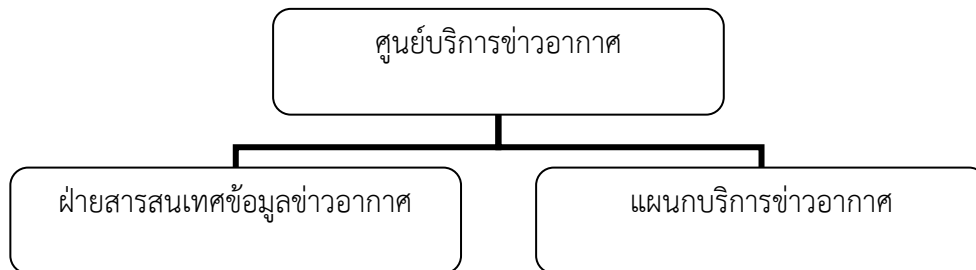 ศูนย์บริการข่าวอากาศ
ฝ่ายสารสนเทศข้อมูลข่าวอากาศ
แผนกบริการข่าวอากาศ